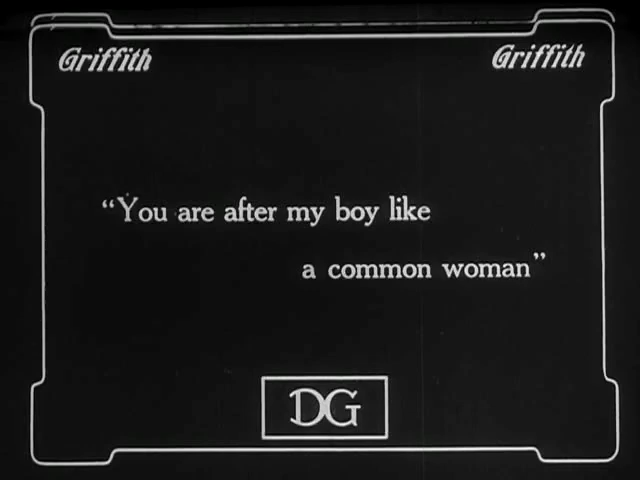 Griffith Griffith
“You are after my boy like
a common woman”
DG